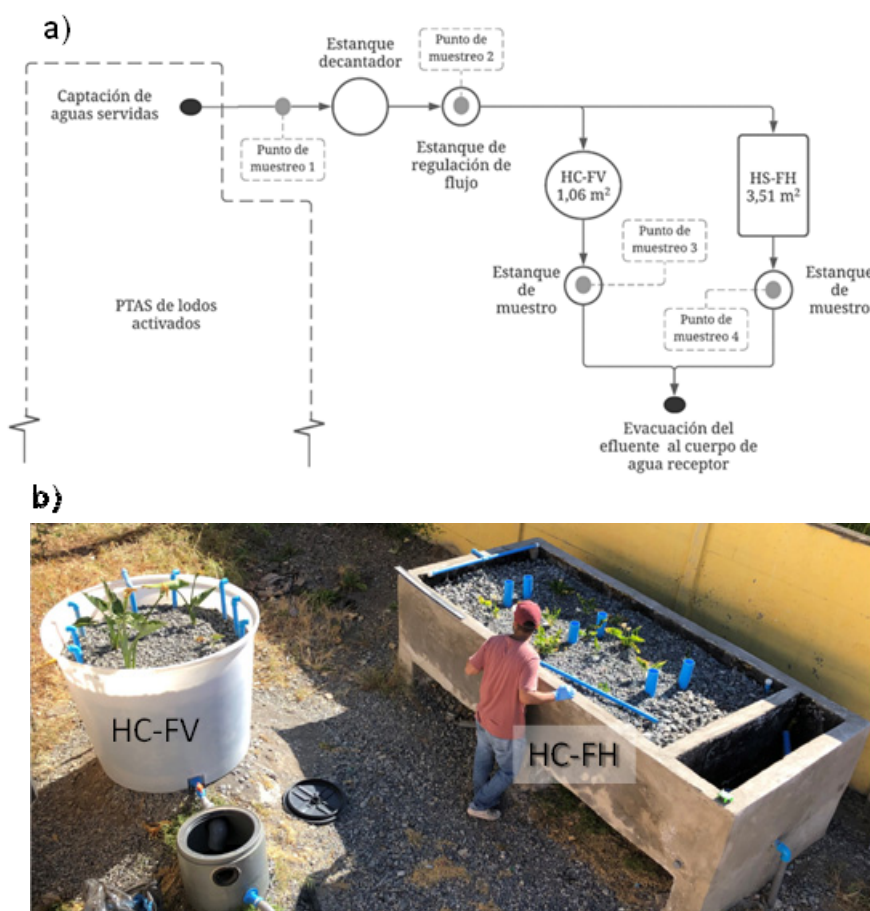 a)
Estanque
decantador
Punto de
muestreo 2
Captación de
aguas servidas
Punto de
muestreo 1
Estanque de
regulación de
flujo
HC-FV
1,06 m²
HS-FH
3,51 m²
Punto de
muestreo 3
Estanque
de
muestro
Punto de
muestreo 4
Estanque
de
muestro
PTAS de lodos
activados
Evacuación del
efluente al cuerpo de
agua receptor
b)
HC-FV
HC-FH